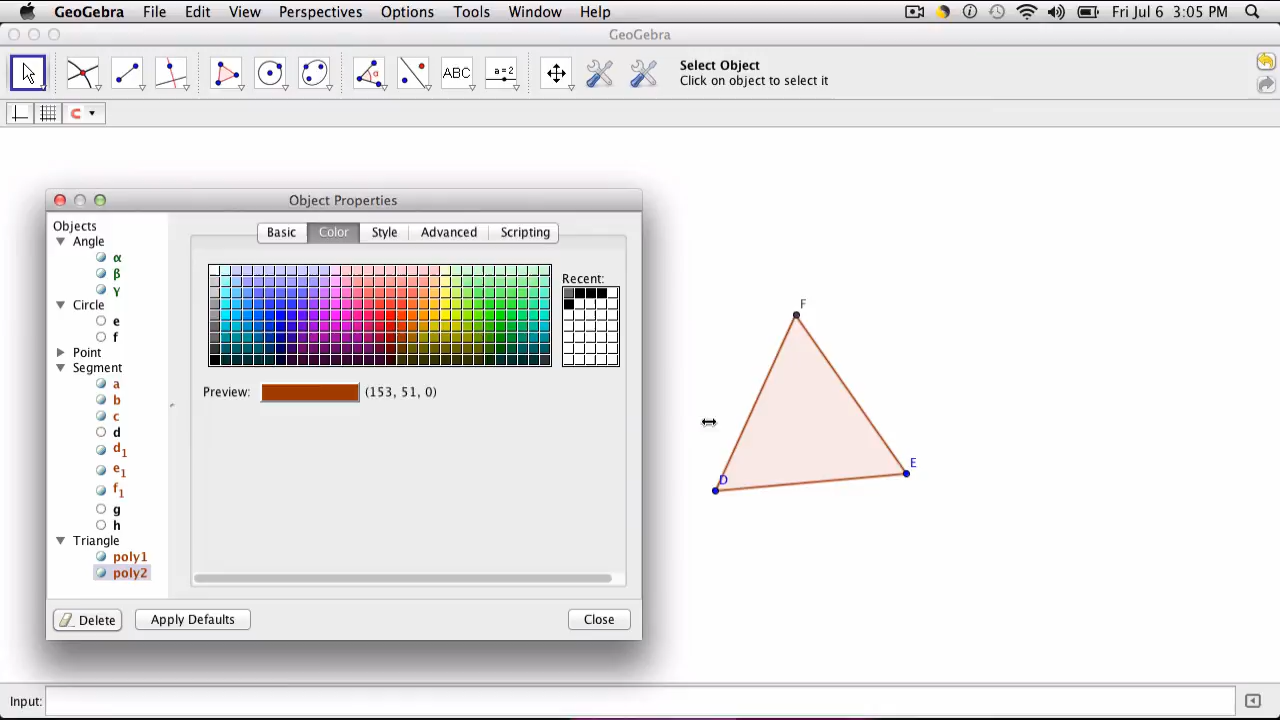 GeoGebra File Edit View Perspectives Options Tools Window Help Fri Jul 6 3:05 PM
GeoGebra
ABC a=2 Select Object
Click on object to select it
Object Properties
Objects
Angle
α
β
γ
Circle
e
f
Point
Segment
a
b
c
d
d1
e1
f1
g
h
Triangle
poly1
poly2
Basic Color Style Advanced Scripting
Recent:
Preview: (153, 51, 0)
Delete Apply Defaults Close
F
E
D
Input: